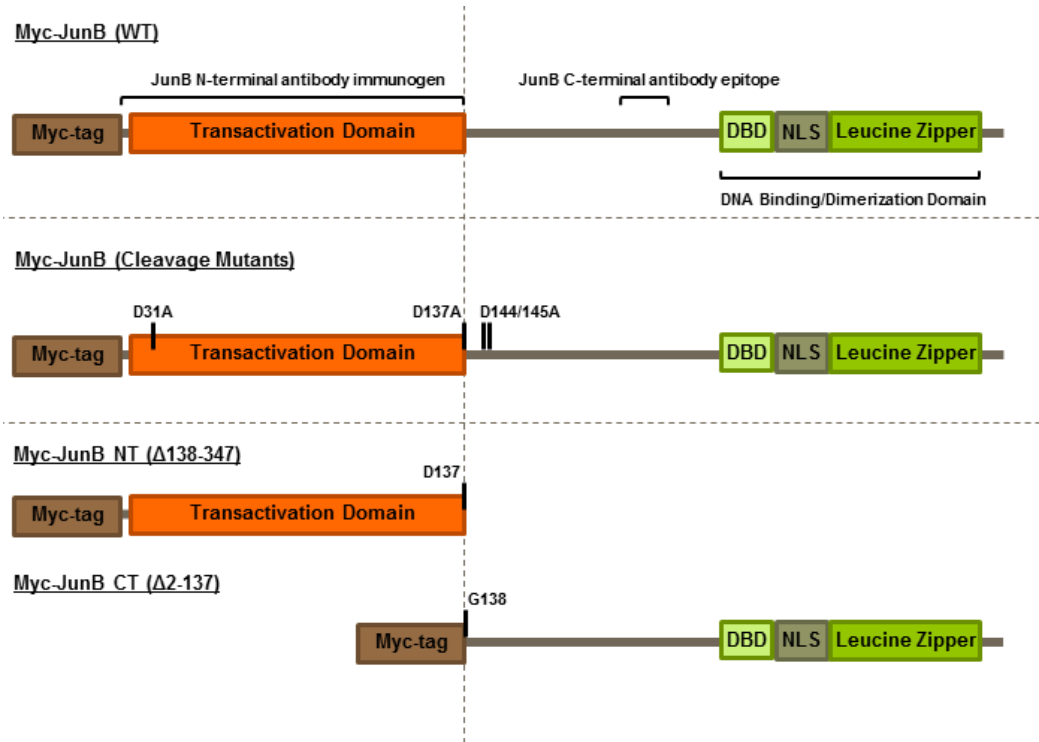 Myc-JunB (WT)
JunB N-terminal antibody immunogen
JunB C-terminal antibody epitope
Myc-tag
Transactivation Domain
DBD
NLS
Leucine Zipper
DNA Binding/Dimerization Domain
Myc-JunB (Cleavage Mutants)
D31A
D137A
D144/145A
Myc-tag
Transactivation Domain
DBD
NLS
Leucine Zipper
Myc-JunB NT (Δ138-347)
D137
Myc-tag
Transactivation Domain
Myc-JunB CT (Δ2-137)
G138
Myc-tag
DBD
NLS
Leucine Zipper